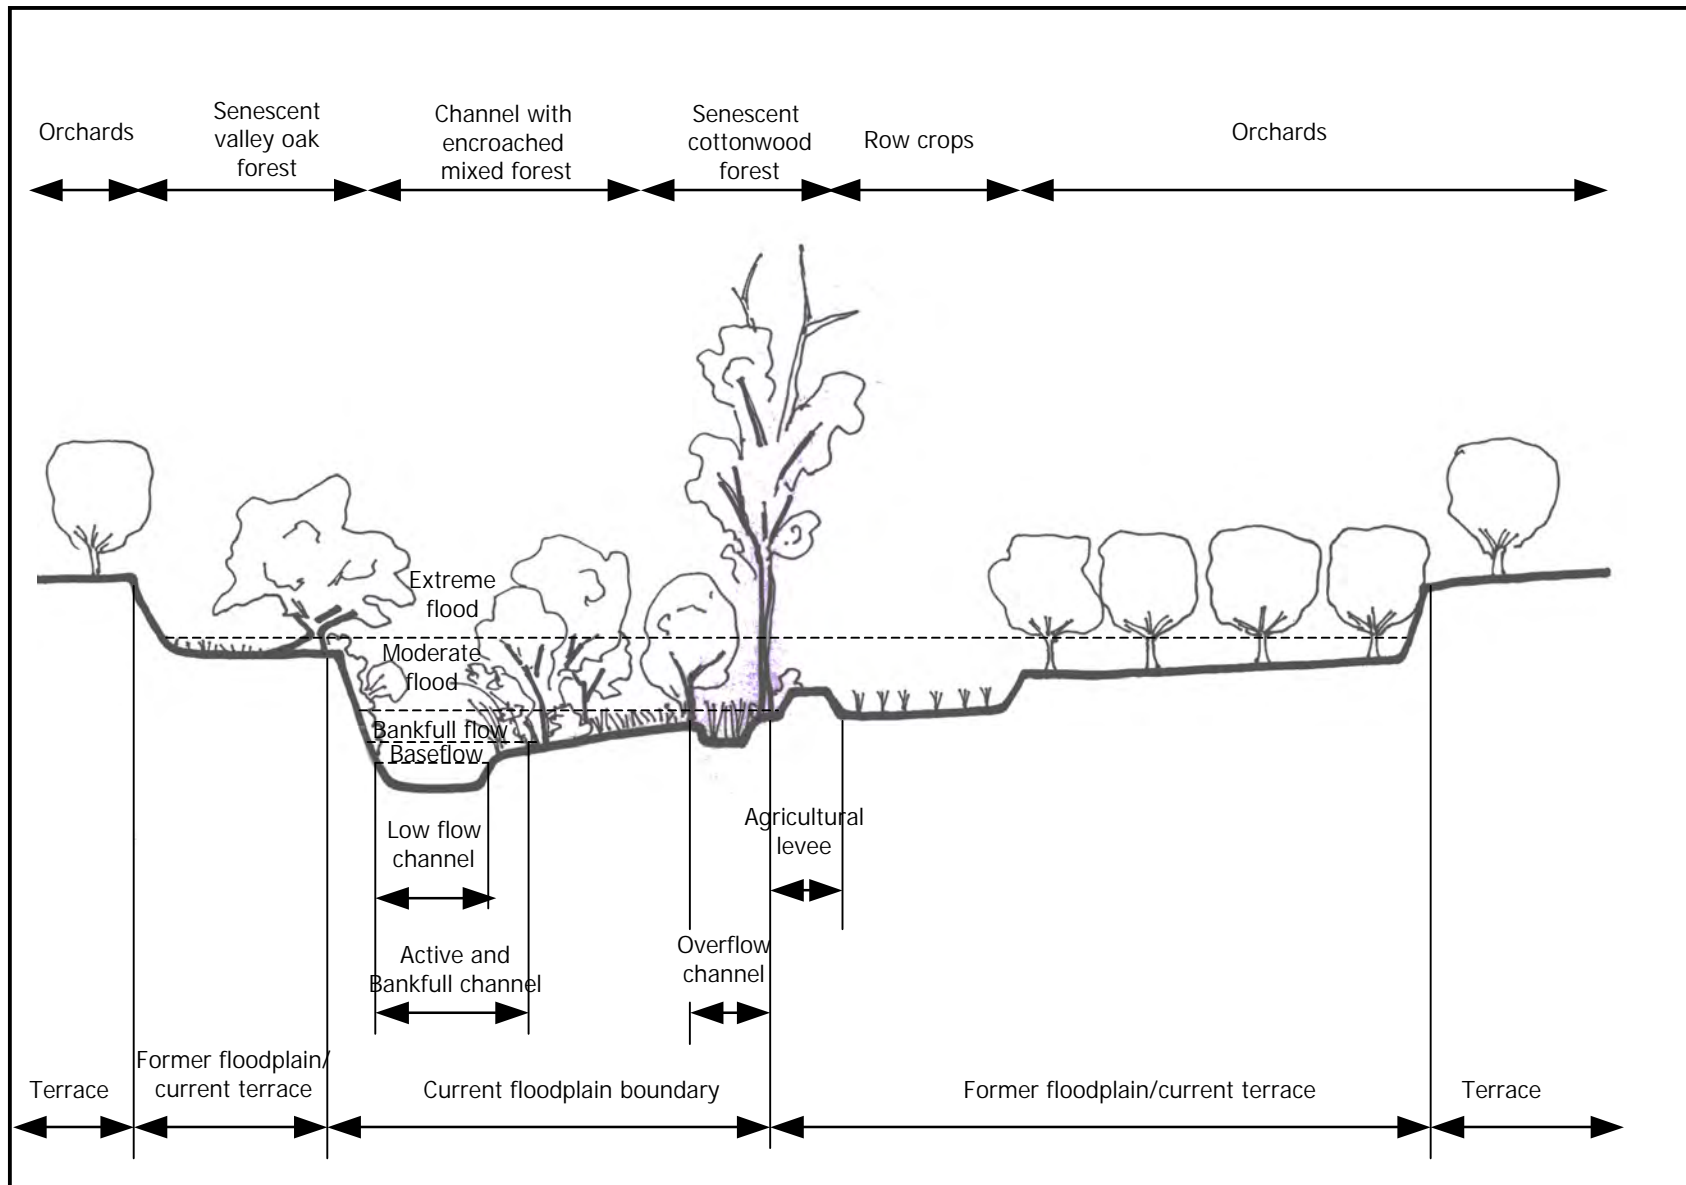 Orchards
Senescent
valley oak
forest
Channel with
encroached
mixed forest
Senescent
cottonwood
forest
Row crops
Orchards
Extreme
flood
Moderate
flood
Bankfull flow
Baseflow
Low flow
channel
Agricultural
levee
Active and
Bankfull channel
Overflow
channel
Terrace
Former floodplain/
current terrace
Current floodplain boundary
Former floodplain/current terrace
Terrace